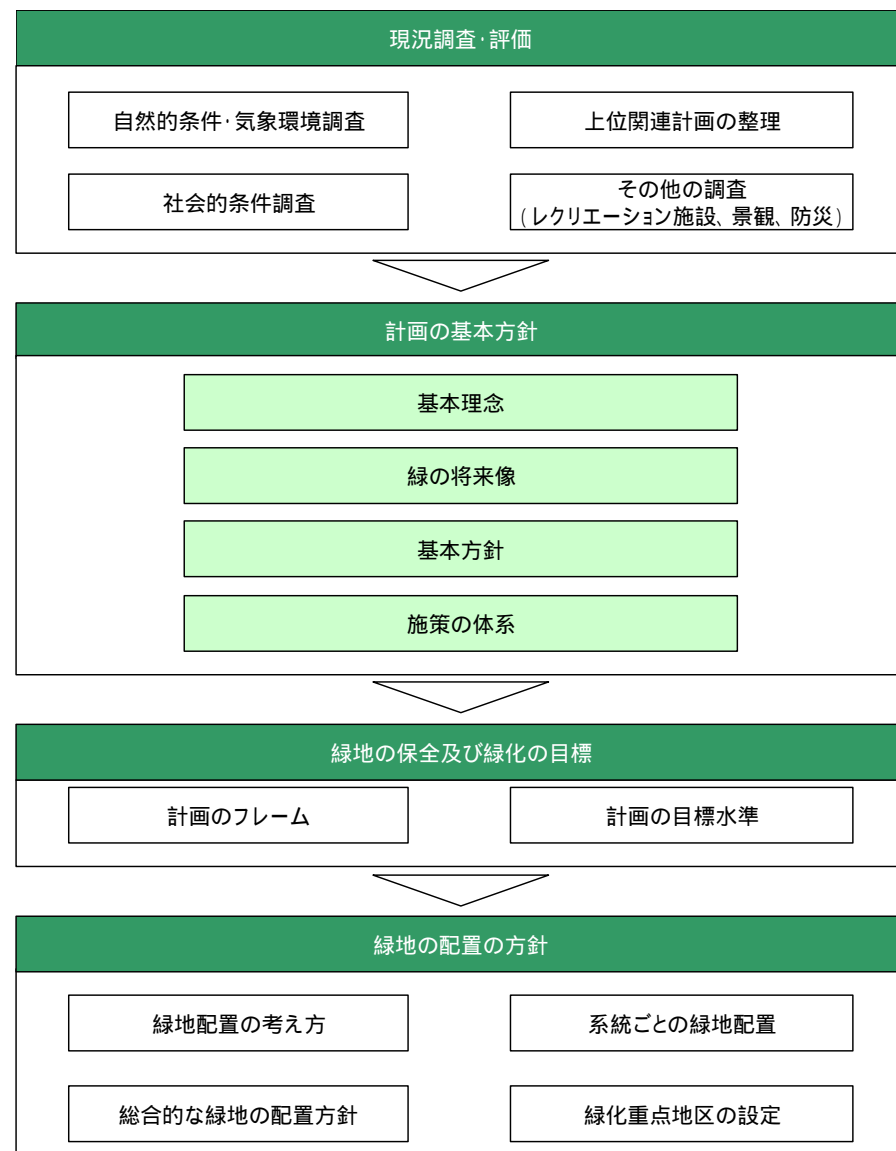 現況調査・評価
自然的条件・気象環境調査
上位関連計画の整理
社会的条件調査
その他の調査
(レクリエーション施設、景観、防災)
計画の基本方針
基本理念
緑の将来像
基本方針
施策の体系
緑地の保全及び緑化の目標
計画のフレーム
計画の目標水準
緑地の配置の方針
緑地配置の考え方
系統ごとの緑地配置
総合的な緑地の配置方針
緑化重点地区の設定